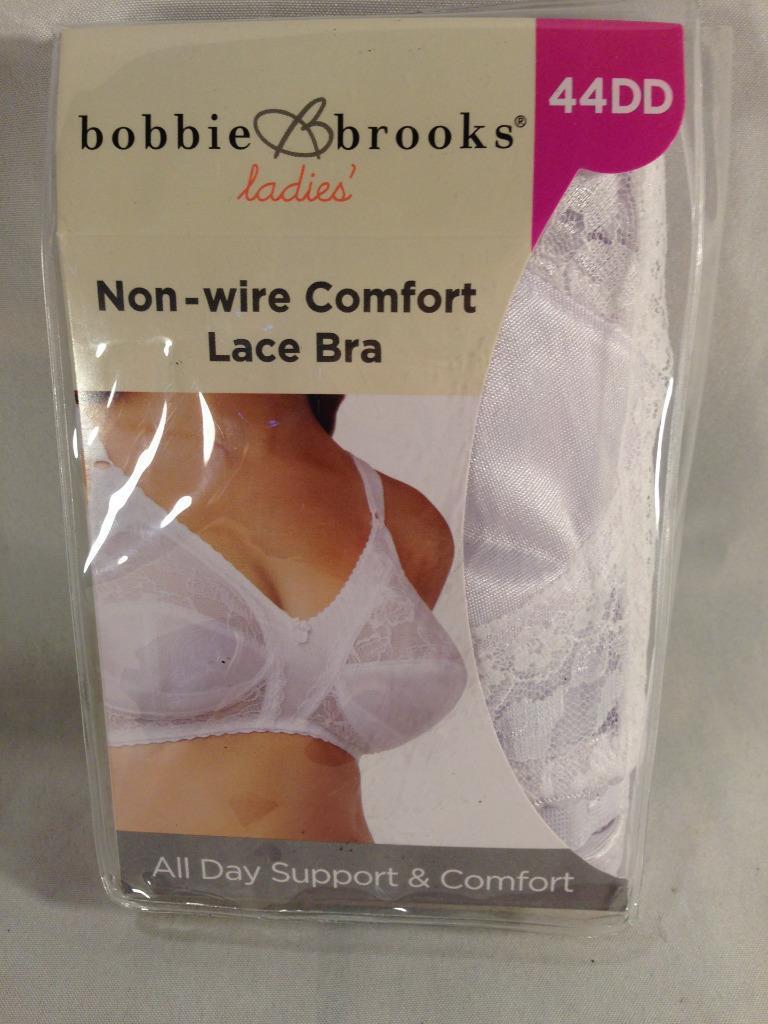 44DD
bobbie B brooks®
ladies'
Non-wire Comfort
Lace Bra
All Day Support & Comfort